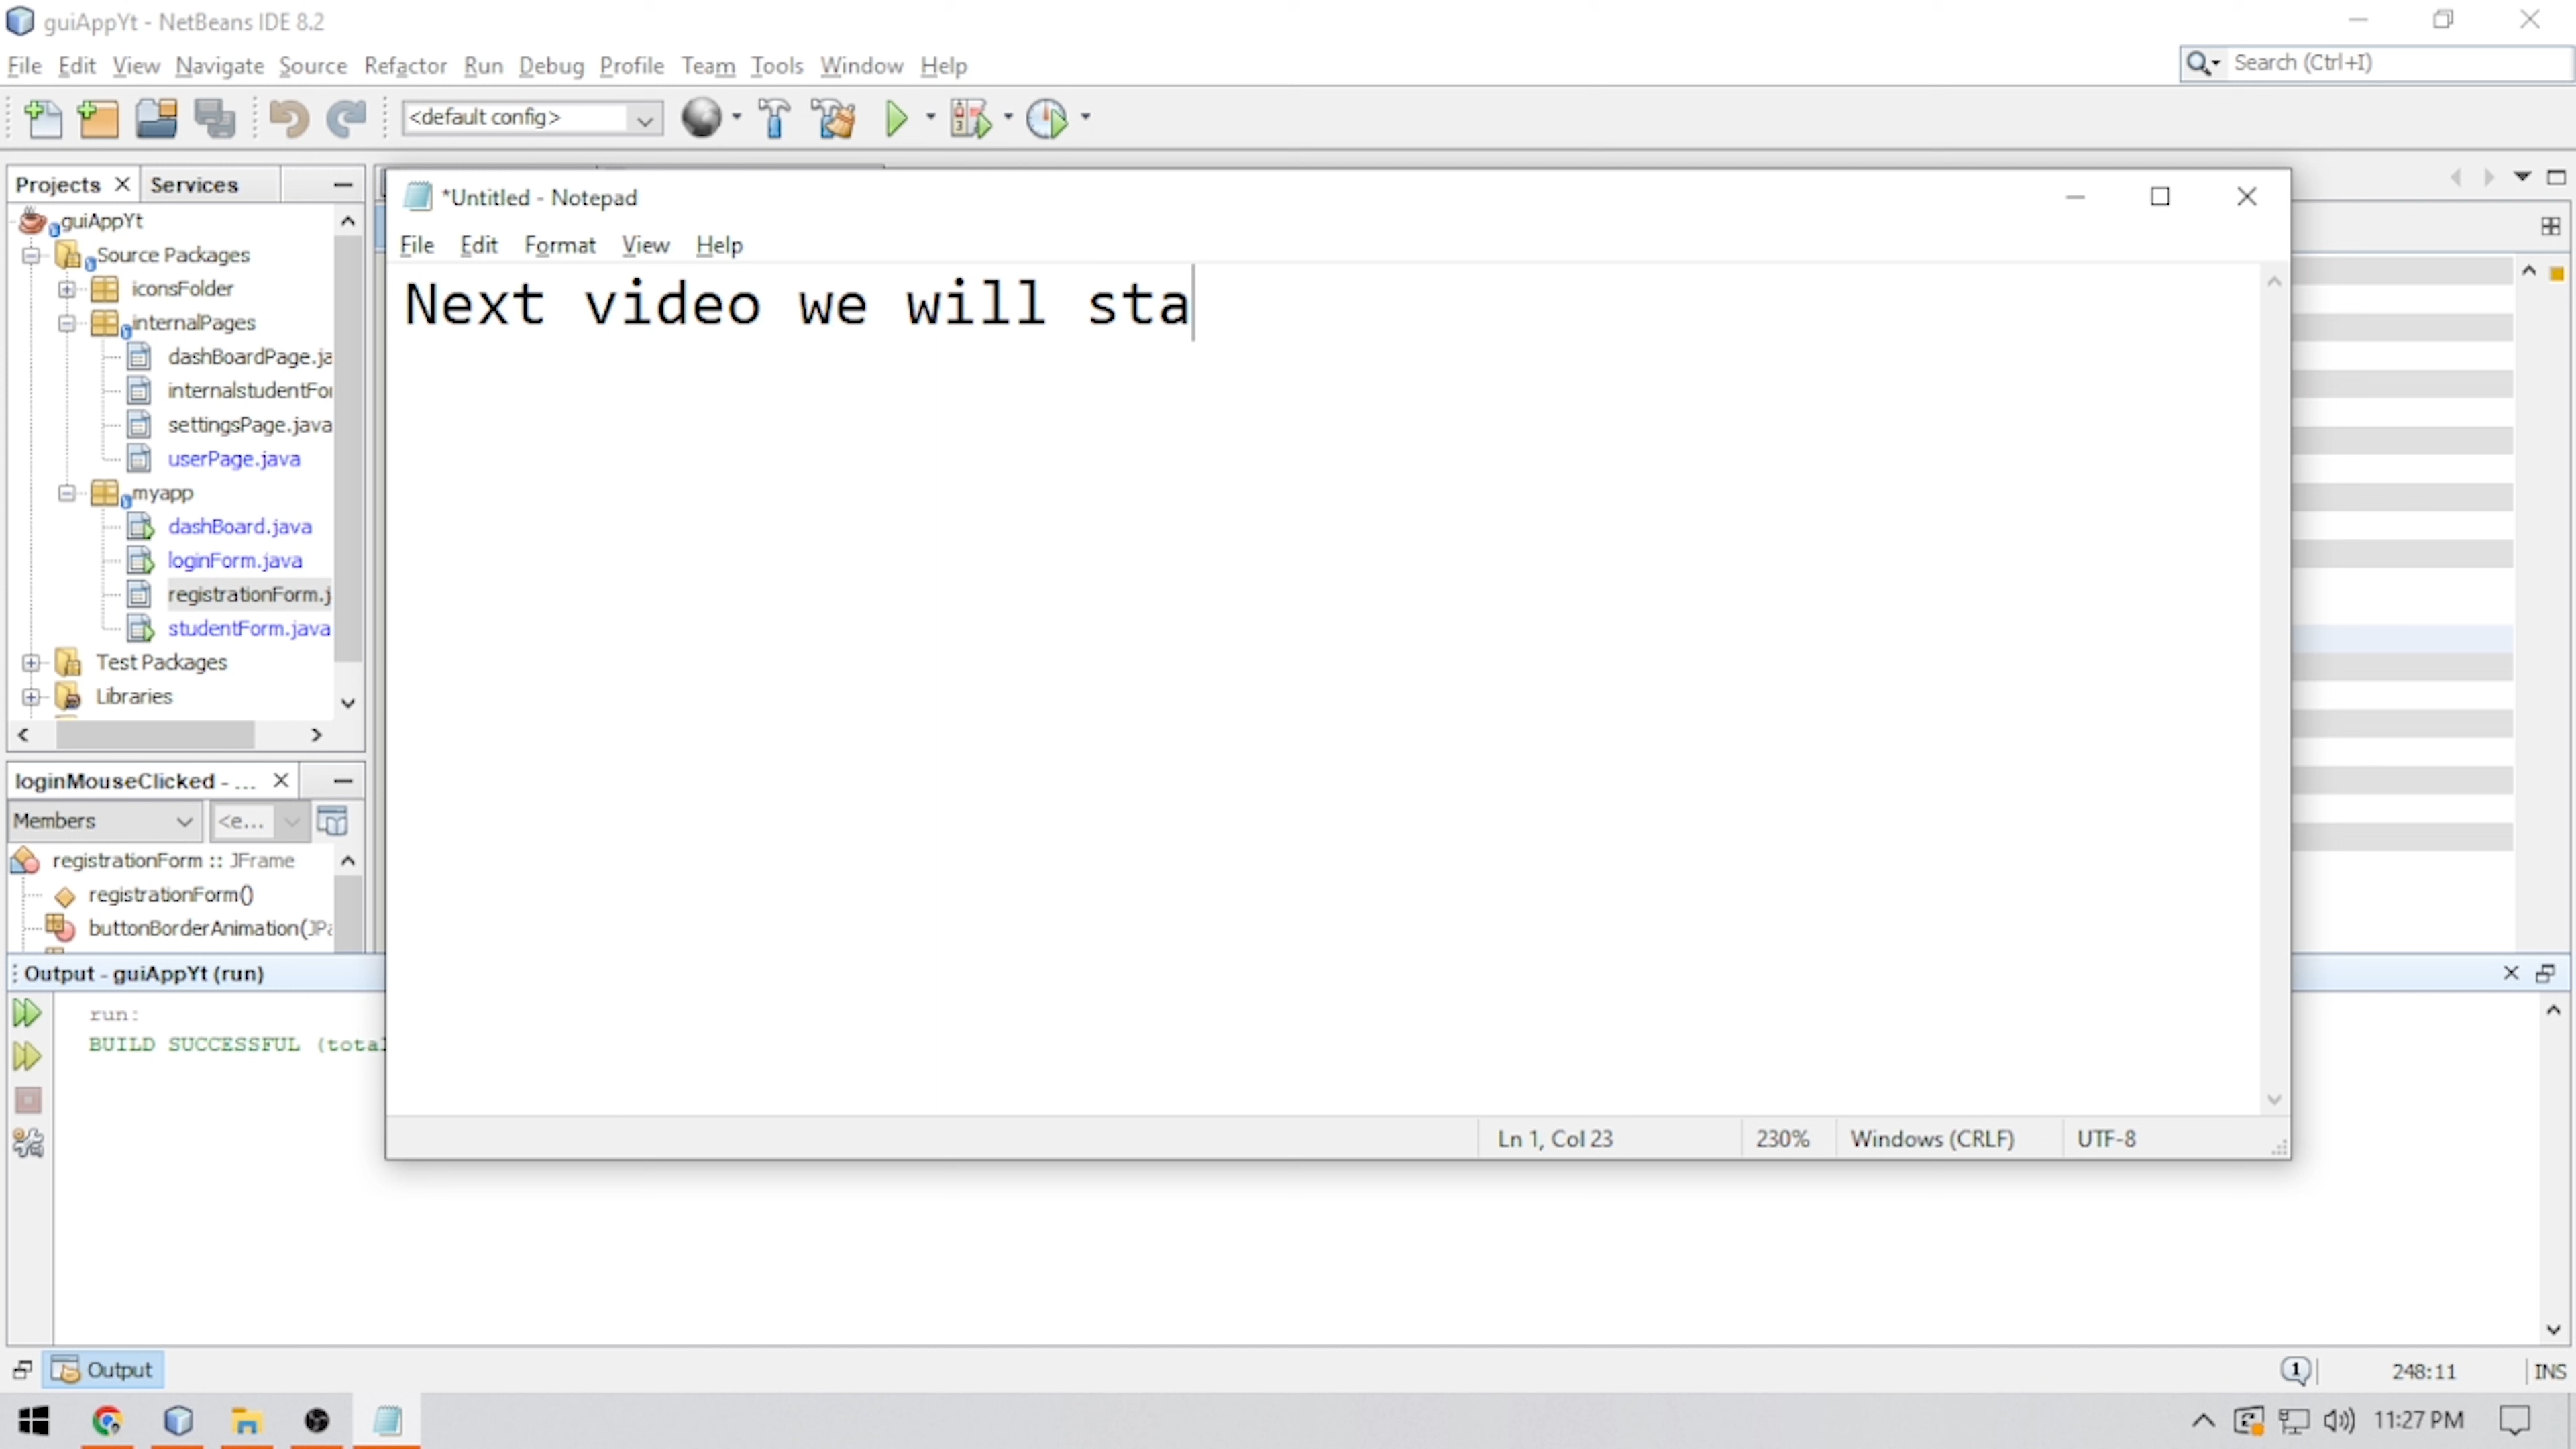 guiAppYt - NetBeans IDE 8.2
File Edit View Navigate Source Refactor Run Debug Profile Team Tools Window Help
Search (Ctrl+I)
<default config>
Projects Services
guiAppYt
Source Packages
iconsFolder
internalPages
dashBoardPage.ja
internalstudentFor
settingsPage.java
userPage.java
myapp
dashBoard.java
loginForm.java
registrationForm.j
studentForm.java
Test Packages
Libraries
*Untitled - Notepad
File Edit Format View Help
Next video we will sta
Ln 1, Col 23 230% Windows (CRLF) UTF-8
loginMouseClicked - ...
Members <e...
registrationForm :: JFrame
registrationForm()
buttonBorderAnimation(JPa
Output - guiAppYt (run)
run:
BUILD SUCCESSFUL (total
Output
1 248:11 INS
11:27 PM